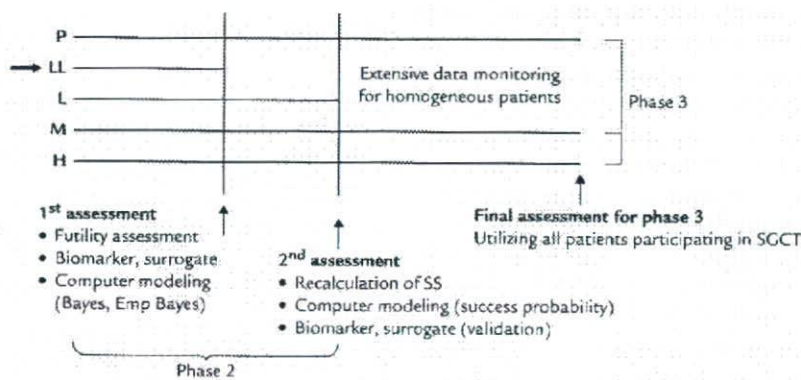 P
LL
L
M
H
Extensive data monitoring
for homogeneous patients
Phase 3
1st assessment
• Futility assessment
• Biomarker, surrogate
• Computer modeling
(Bayes, Emp Bayes)
2nd assessment
• Recalculation of SS
• Computer modeling (success probability)
• Biomarker, surrogate (validation)
Final assessment for phase 3
Utilizing all patients participating in SGCT
Phase 2